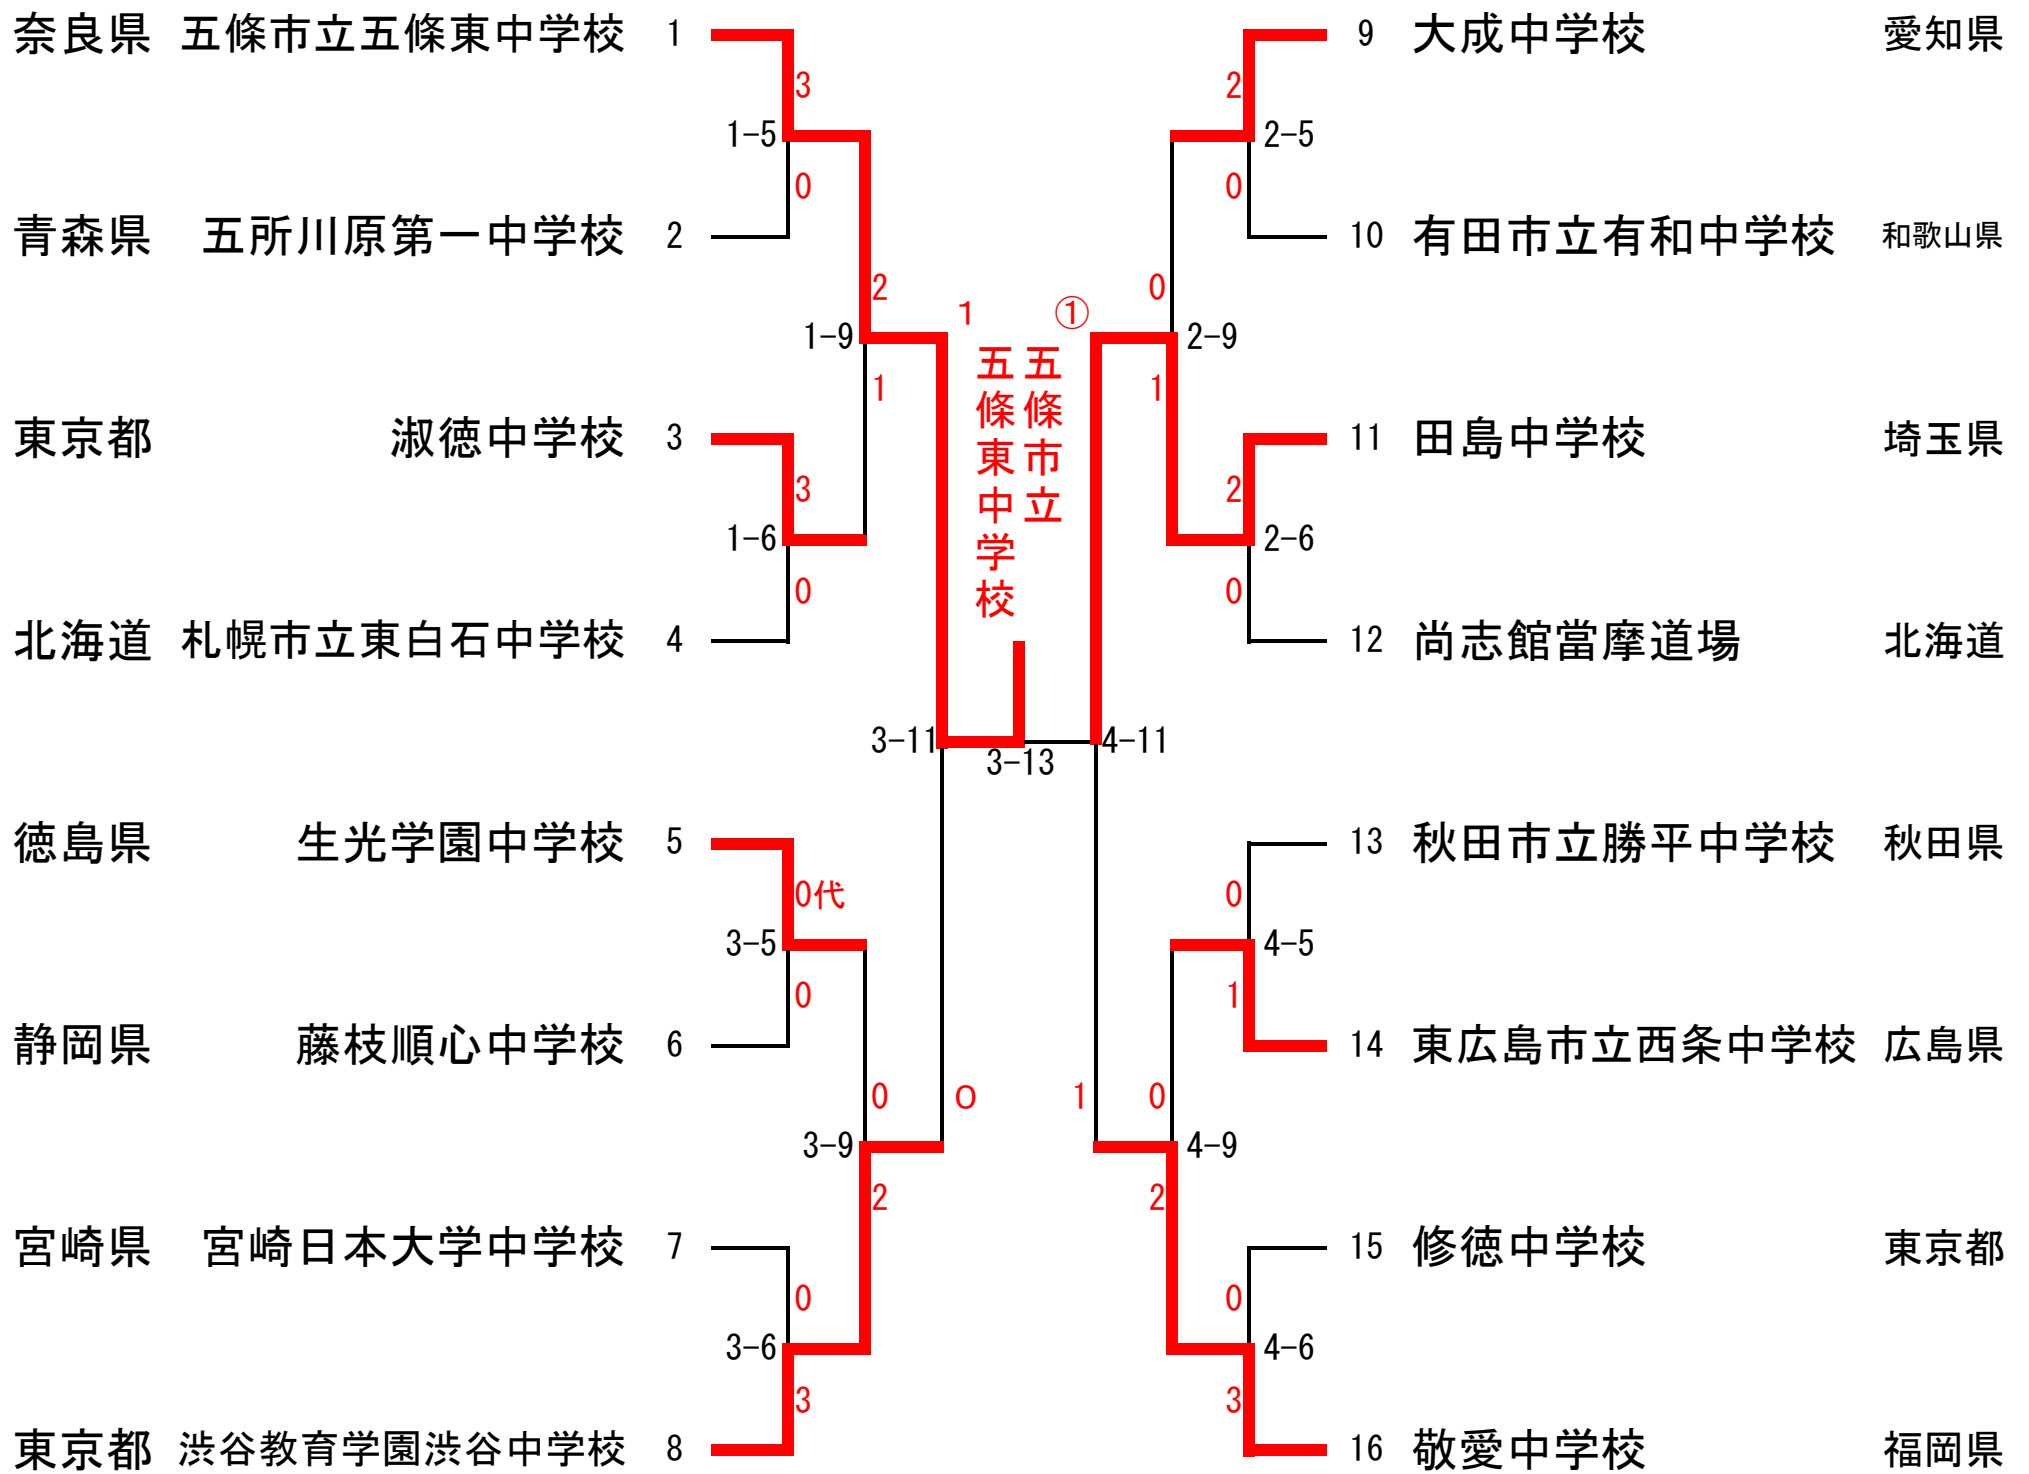 奈良県 五條市立五條東中学校 1
9 大成中学校 愛知県
3
2
1-5
2-5
0
0
青森県 五所川原第一中学校 2
10 有田市立有和中学校 和歌山県
2
1
①
0
1-9
2-9
五條市立
五條東中学校
1
1
東京都 淑徳中学校 3
11 田島中学校 埼玉県
3
2
1-6
2-6
0
0
北海道 札幌市立東白石中学校 4
12 尚志館當摩道場 北海道
3-11
3-13
4-11
徳島県 生光学園中学校 5
13 秋田市立勝平中学校 秋田県
0代
0
3-5
4-5
0
1
静岡県 藤枝順心中学校 6
14 東広島市立西条中学校 広島県
0
0
1
0
3-9
4-9
2
2
宮崎県 宮崎日本大学中学校 7
15 修徳中学校 東京都
0
0
3-6
4-6
3
3
東京都 渋谷教育学園渋谷中学校 8
16 敬愛中学校 福岡県